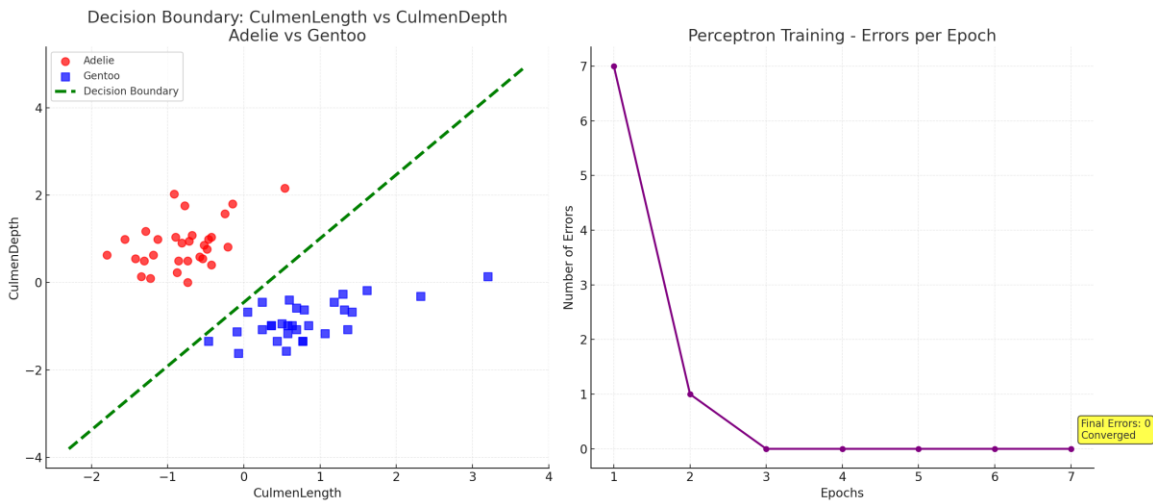 Decision Boundary: CulmenLength vs CulmenDepth
Adelie vs Gentoo
Adelie
Gentoo
Decision Boundary
CulmenDepth
4
2
0
−2
−4
−2
−1
0
1
2
3
4
CulmenLength
Perceptron Training - Errors per Epoch
Number of Errors
7
6
5
4
3
2
1
0
Final Errors: 0
Converged
1
2
3
4
5
6
7
Epochs